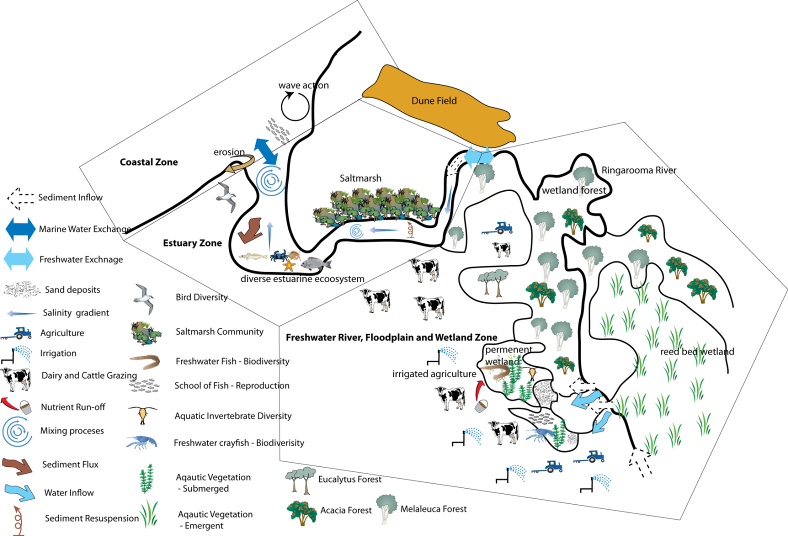 wave action
Dune Field
erosion
Coastal Zone
Saltmarsh
Ringarooma River
wetland forest
Estuary Zone
diverse estuarine ecoosystem
Freshwater River, Floodplain and Wetland Zone
permenent
wetland
reed bed wetland
irrigated agriculture
Sediment Inflow
Marine Water Exchange
Freshwater Exchnage
Sand deposits
Salinity gradient
Agriculture
Irrigation
Dairy and Cattle Grazing
Nutrient Run-off
Mixing proceses
Sediment Flux
Water Inflow
Sediment Resuspension
Bird Diversity
Saltmarsh Community
Freshwater Fish - Biodiversity
School of Fish - Reproduction
Aquatic Invertebrate Diversity
Freshwater crayfish - Biodiverisity
Aqautic Vegetation
- Submerged
Aqautic Vegetation
- Emergent
Eucalytus Forest
Acacia Forest
Melaleuca Forest